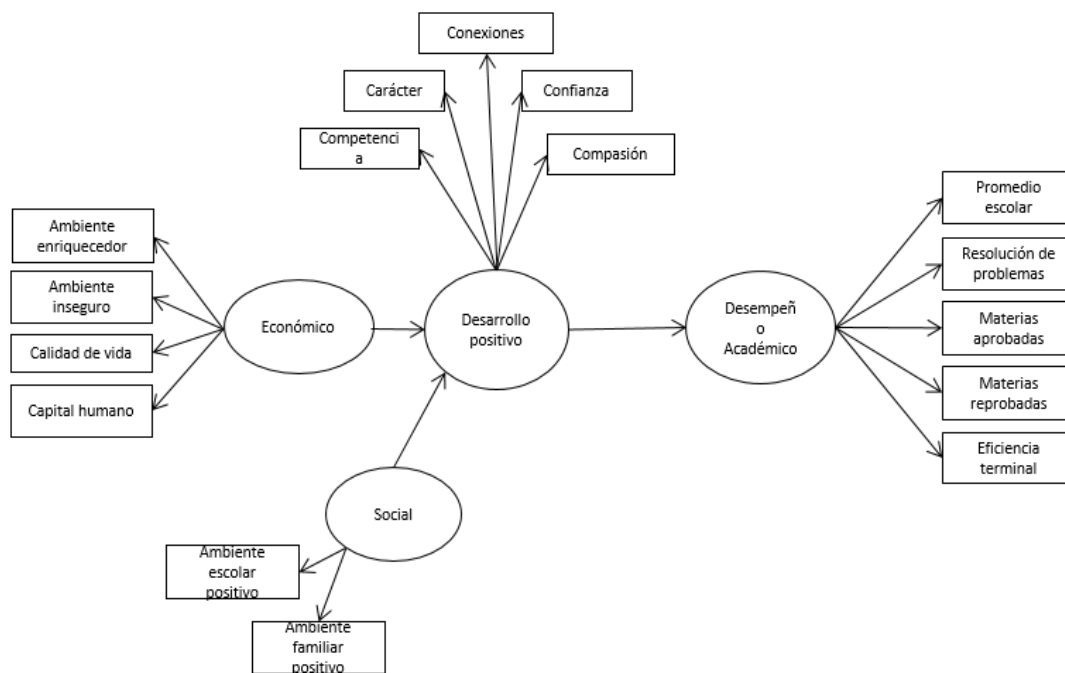 Conexiones
Carácter
Confianza
Competenci
a
Compasión
Promedio
escolar
Ambiente
enriquecedor
Resolución de
problemas
Ambiente
inseguro
Económico
Desarrollo
positivo
Desempeñ
o
Académico
Materias
aprobadas
Calidad de vida
Materias
reprobadas
Capital humano
Eficiencia
terminal
Social
Ambiente
escolar
positivo
Ambiente
familiar
positivo